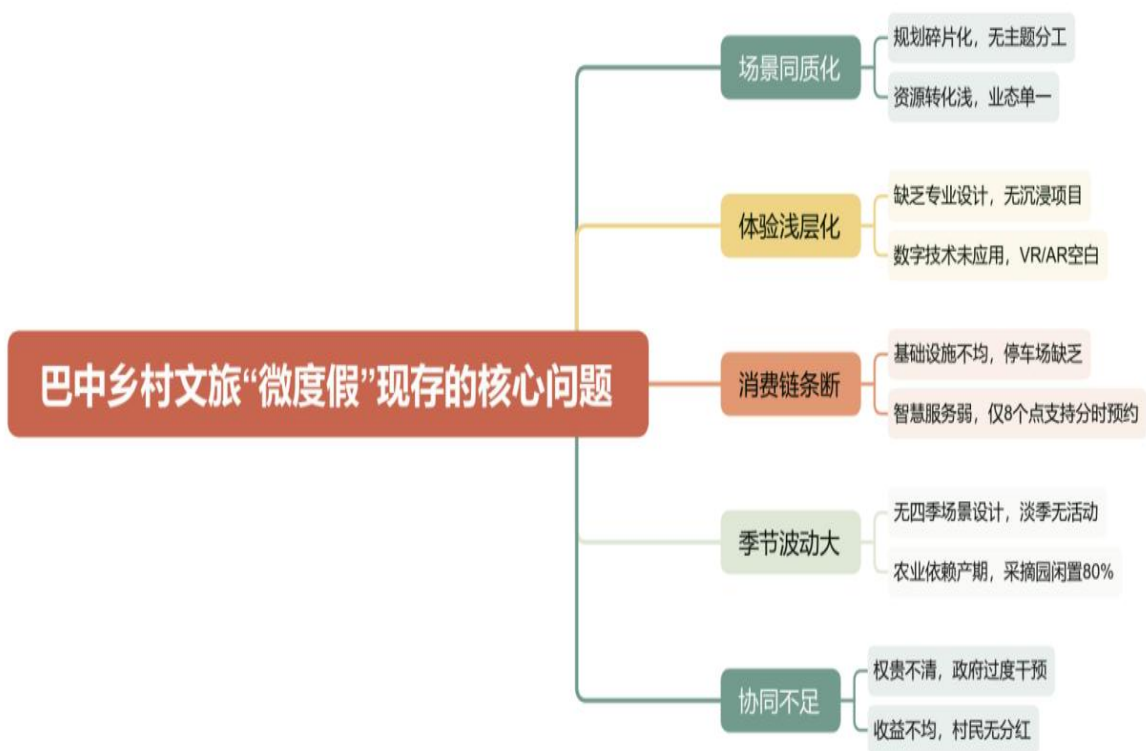 巴中乡村文旅“微度假”现存的核心问题
场景同质化
规划碎片化，无主题分工
资源转化浅，业态单一
体验浅层化
缺乏专业设计，无沉浸项目
数字技术未应用，VR/AR空白
消费链条断
基础设施不均，停车场缺乏
智慧服务弱，仅8个点支持分时预约
季节波动大
无四季场景设计，淡季无活动
农业依赖产期，采摘园闲置80%
协同不足
权贵不清，政府过度干预
收益不均，村民无分红